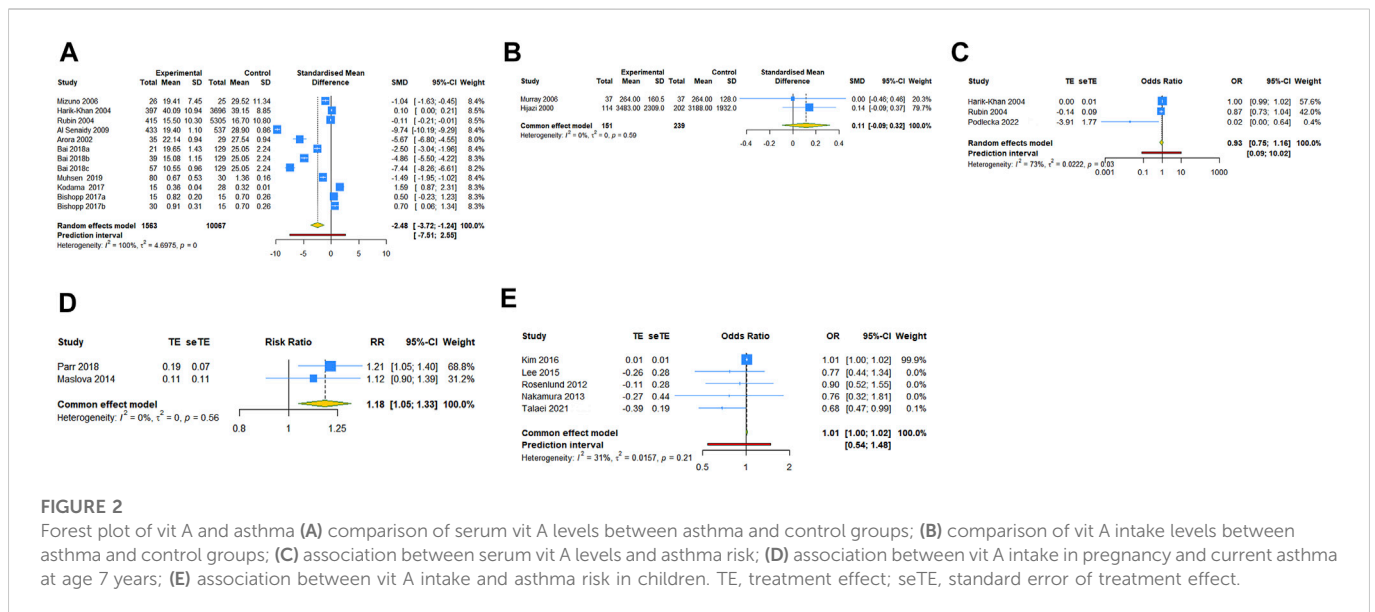 A
Experimental Control Standardised Mean
Study Total Mean SD Total Mean SD Difference SMD 95%-CI Weight
Mizuno 2006 26 19.41 7.45 25 29.52 11.34 -1.04 [-1.63; -0.45] 8.4%
Harik-Khan 2004 397 40.09 10.94 3696 39.15 8.85 0.10 [ 0.00; 0.21] 8.4%
Rubin 2004 415 15.50 10.30 5305 16.70 10.80 -0.11 [-0.21; -0.01] 8.4%
Al Senaidy 2009 433 19.40 1.10 537 28.90 0.86 -9.74 [-10.19; -9.29] 8.4%
Arora 2002 35 22.14 0.94 29 27.54 0.94 -5.67 [-6.80; -4.55] 8.2%
Bai 2018a 21 19.65 1.43 129 25.05 2.24 -2.50 [-3.04; -1.96] 8.4%
Bai 2018b 39 15.08 1.15 129 25.05 2.24 -4.86 [-5.50; -4.22] 8.4%
Bai 2018c 57 10.55 0.96 129 25.05 2.24 -7.44 [-8.26; -6.61] 8.3%
Muhsen 2019 80 0.67 0.53 30 1.36 0.16 -1.49 [-1.95; -1.02] 8.4%
Kodama 2017 15 0.36 0.04 28 0.32 0.01 1.59 [ 0.87; 2.31] 8.3%
Bishopp 2017a 15 0.82 0.20 15 0.70 0.26 0.50 [-0.23; 1.23] 8.3%
Bishopp 2017b 30 0.91 0.31 15 0.70 0.26 0.70 [ 0.06; 1.34] 8.4%
Random effects model 1563 10067 -2.48 [ -3.72; -1.24] 100.0%
Prediction interval [ -7.51; 2.55]
Heterogeneity: I² = 100%, τ² = 4.6975, p = 0
-10 -5 0 5 10
B
Experimental Control Standardised Mean
Study Total Mean SD Total Mean SD Difference SMD 95%-CI Weight
Murray 2006 37 264.00 160.5 37 264.00 128.0 0.00 [-0.46; 0.46] 20.3%
Hijazi 2000 114 3483.00 2309.0 202 3188.00 1932.0 0.14 [-0.09; 0.37] 79.7%
Common effect model 151 239 0.11 [-0.09; 0.32] 100.0%
Heterogeneity: I² = 0%, τ² = 0, p = 0.59
-0.4 -0.2 0 0.2 0.4
C
Study TE seTE Odds Ratio OR 95%-CI Weight
Harik-Khan 2004 0.00 0.01 1.00 [0.99; 1.02] 57.6%
Rubin 2004 -0.14 0.09 0.87 [0.73; 1.04] 42.0%
Podlecka 2022 -3.91 1.77 0.02 [0.00; 0.64] 0.4%
Random effects model 0.93 [0.75; 1.16] 100.0%
Prediction interval [0.09; 10.02]
Heterogeneity: I² = 73%, τ² = 0.0222, p = 0.03
0.1 0.1 1 10 1000
D
Study TE seTE Risk Ratio RR 95%-CI Weight
Parr 2018 0.19 0.07 1.21 [1.05; 1.40] 68.8%
Maslova 2014 0.11 0.11 1.12 [0.90; 1.39] 31.2%
Common effect model 1.18 [1.05; 1.33] 100.0%
Heterogeneity: I² = 0%, τ² = 0, p = 0.56
0.8 1 1.25
E
Study TE seTE Odds Ratio OR 95%-CI Weight
Kim 2016 0.01 0.01 1.01 [1.00; 1.02] 99.9%
Lee 2015 -0.26 0.28 0.77 [0.44; 1.34] 0.0%
Rosenlund 2012 -0.11 0.28 0.90 [0.52; 1.55] 0.0%
Nakamura 2013 -0.27 0.44 0.76 [0.32; 1.81] 0.0%
Talaei 2021 -0.39 0.19 0.68 [0.47; 0.99] 0.1%
Common effect model 1.01 [1.00; 1.02] 100.0%
Prediction interval [0.54; 1.48]
Heterogeneity: I² = 31%, τ² = 0.0157, p = 0.21
0.5 1 2
FIGURE 2
Forest plot of vit A and asthma (A) comparison of serum vit A levels between asthma and control groups; (B) comparison of vit A intake levels between
asthma and control groups; (C) association between serum vit A levels and asthma risk; (D) association between vit A intake in pregnancy and current asthma
at age 7 years; (E) association between vit A intake and asthma risk in children. TE, treatment effect; seTE, standard error of treatment effect.